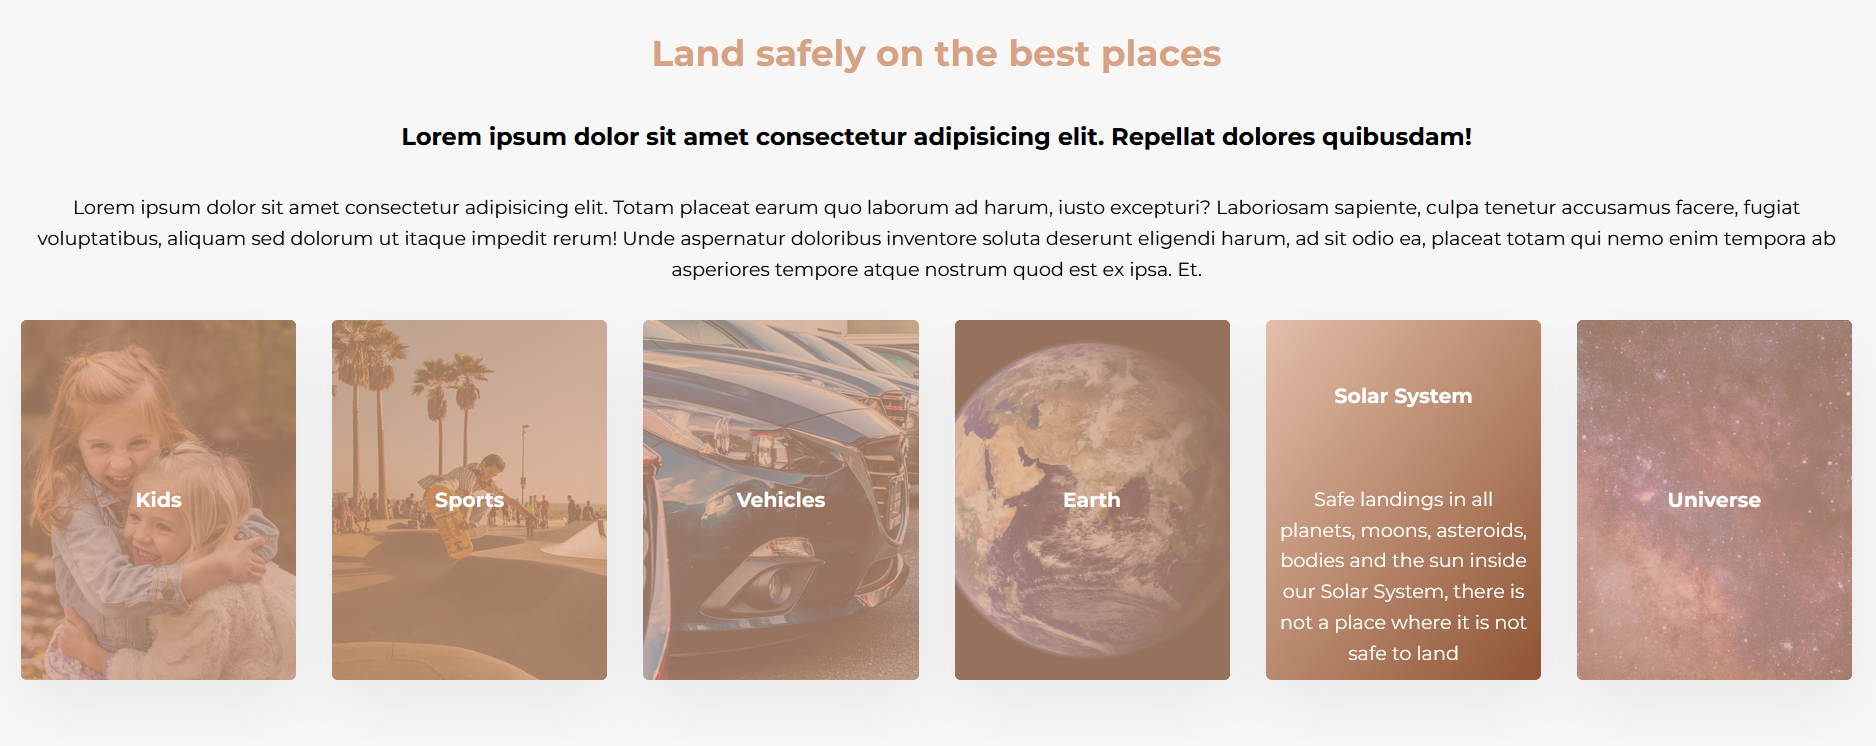 Land safely on the best places
Lorem ipsum dolor sit amet consectetur adipisicing elit. Repellat dolores quibusdam!
Lorem ipsum dolor sit amet consectetur adipisicing elit. Totam placeat earum quo laborum ad harum, iusto excepturi? Laboriosam sapiente, culpa tenetur accusamus facere, fugiat
voluptatibus, aliquam sed dolorum ut itaque impedit rerum! Unde aspernatur doloribus inventore soluta deserunt eligendi harum, ad sit odio ea, placeat totam qui nemo enim tempora ab
asperiores tempore atque nostrum quod est ex ipsa. Et.
Kids
Sports
Vehicles
Earth
Solar System
Safe landings in all
planets, moons, asteroids,
bodies and the sun inside
our Solar System, there is
not a place where it is not
safe to land
Universe